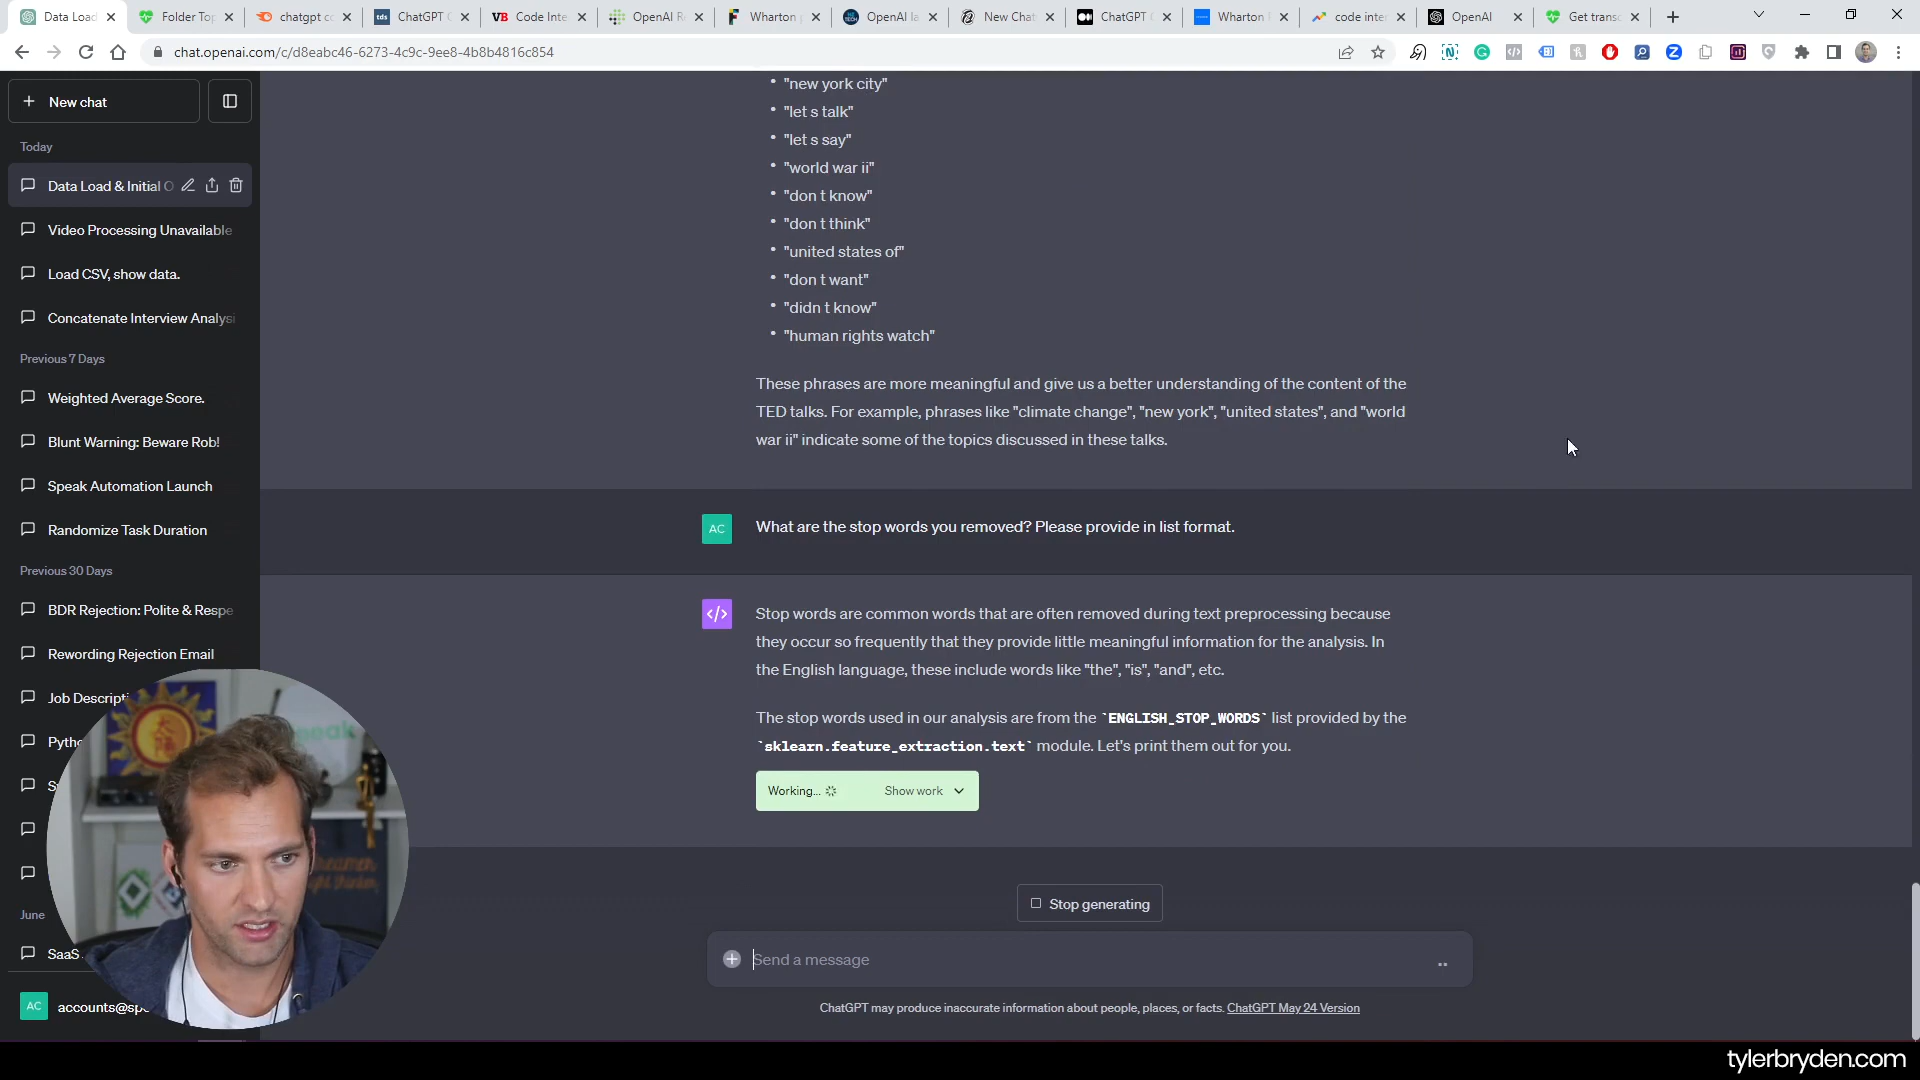 Data Load
Folder Top
chatgpt co
ChatGPT C
Code Inte
OpenAI R
Wharton
OpenAI la
New Chat
ChatGPT C
Wharton
code inter
OpenAI
Get transc
chat.openai.com/c/d8eabc46-6273-4c9c-9ee8-4b8b4816c854
New chat
Today
Data Load & Initial O
Video Processing Unavailable
Load CSV, show data.
Concatenate Interview Analysi
Previous 7 Days
Weighted Average Score.
Blunt Warning: Beware Rob!
Speak Automation Launch
Randomize Task Duration
Previous 30 Days
BDR Rejection: Polite & Respe
Rewording Rejection Email
Job Descripti
Pytho
June
SaaS
AC
accounts@spe
• "new york city"
• "let s talk"
• "let s say"
• "world war ii"
• "don t know"
• "don t think"
• "united states of"
• "don t want"
• "didn t know"
• "human rights watch"
These phrases are more meaningful and give us a better understanding of the content of the
TED talks. For example, phrases like "climate change", "new york", "united states", and "world
war ii" indicate some of the topics discussed in these talks.
AC
What are the stop words you removed? Please provide in list format.
Stop words are common words that are often removed during text preprocessing because
they occur so frequently that they provide little meaningful information for the analysis. In
the English language, these include words like "the", "is", "and", etc.
The stop words used in our analysis are from the `ENGLISH_STOP_WORDS` list provided by the
`sklearn.feature_extraction.text` module. Let's print them out for you.
Working... Show work
Stop generating
Send a message
ChatGPT may produce inaccurate information about people, places, or facts. ChatGPT May 24 Version
tylerbryden.com